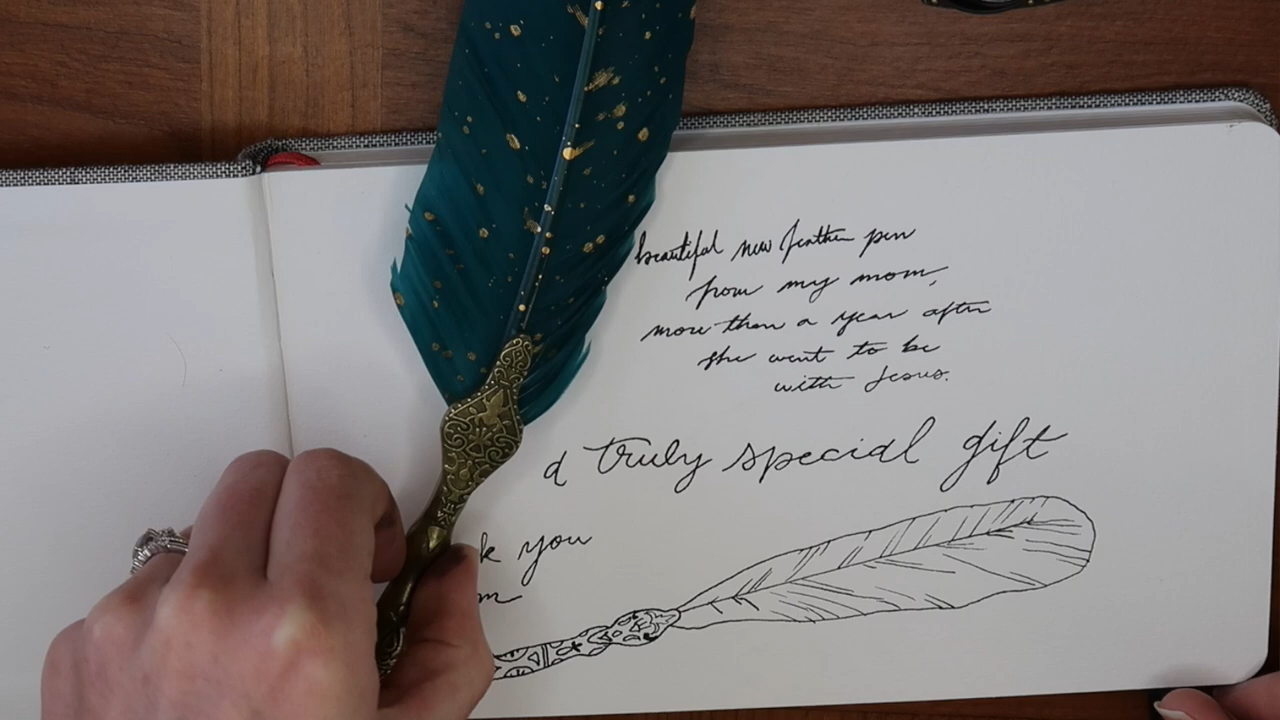 beautiful new feather pen
from my mom,
more than a year after
she went to be
with Jesus.
a truly special gift
k you
m